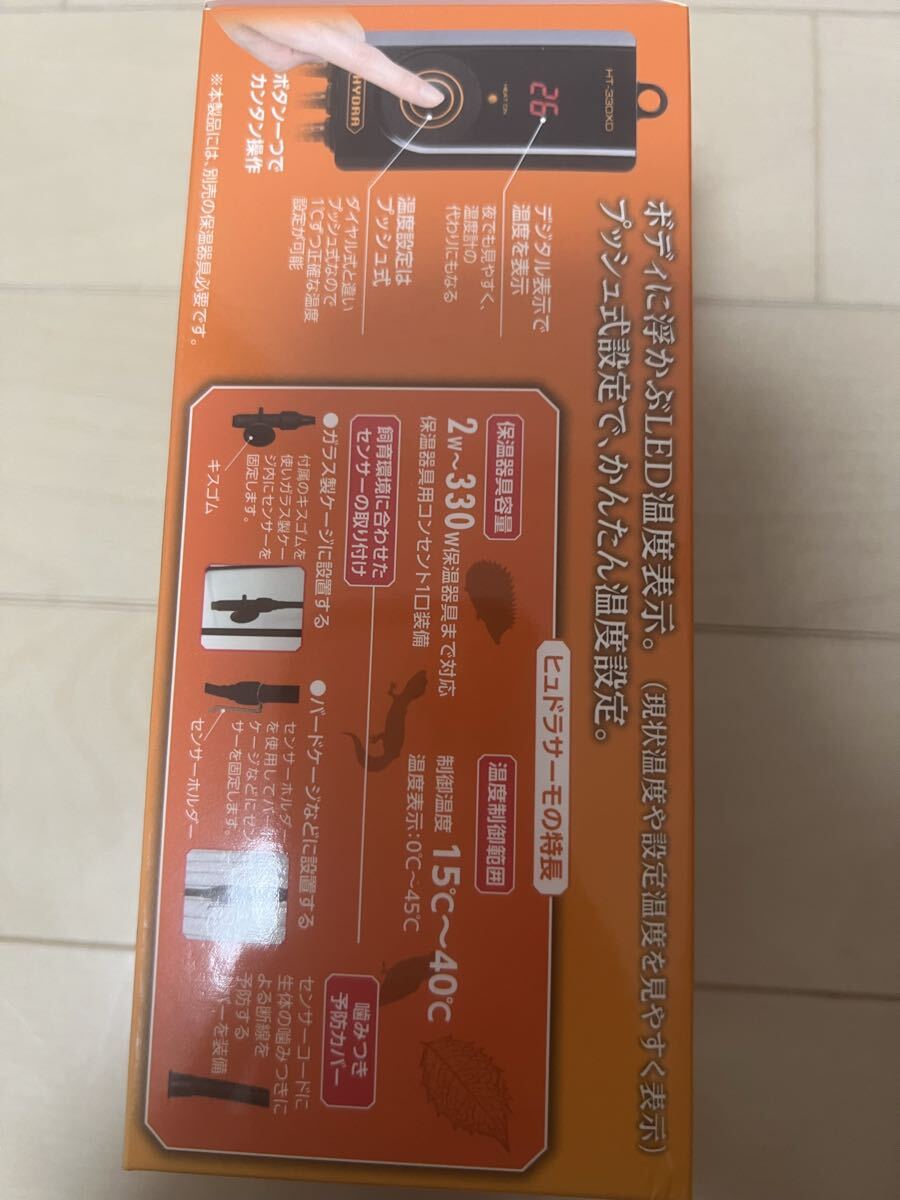 ボディに浮かぶLED温度表示。(現状温度や設定温度を見やすく表示)
プッシュ式設定で、かんたん温度設定。
HT-330XD
26
HEAT ON
HYDRA
ボタン一つで
カンタン操作
デジタル表示で
温度を表示
夜でも見やすく、
温度計の
代わりにもなる
温度設定は
プッシュ式
ダイヤル式と違い
プッシュ式なので
1℃ずつ正確な温度
設定が可能
※本製品には、別売の保温器具必要です。
ヒュドラサーモの特長
保温器具容量
2W〜330W保温器具まで対応
保温器具用コンセント1口装備
温度制御範囲
制御温度 15℃〜40℃
温度表示:0℃〜45℃
飼育環境に合わせた
センサーの取り付け
●ガラス製ケージに設置する
付属のキスゴムを
使いガラス製ケー
ジ内にセンサーを
固定します。
キスゴム
●バードケージなどに設置する
センサーホルダー
を使用してバード
ケージなどにセン
サーを固定します。
センサーホルダー
噛みつき
予防カバー
センサーコードに
生体の噛みつきに
よる断線を
予防する
カバーを装備